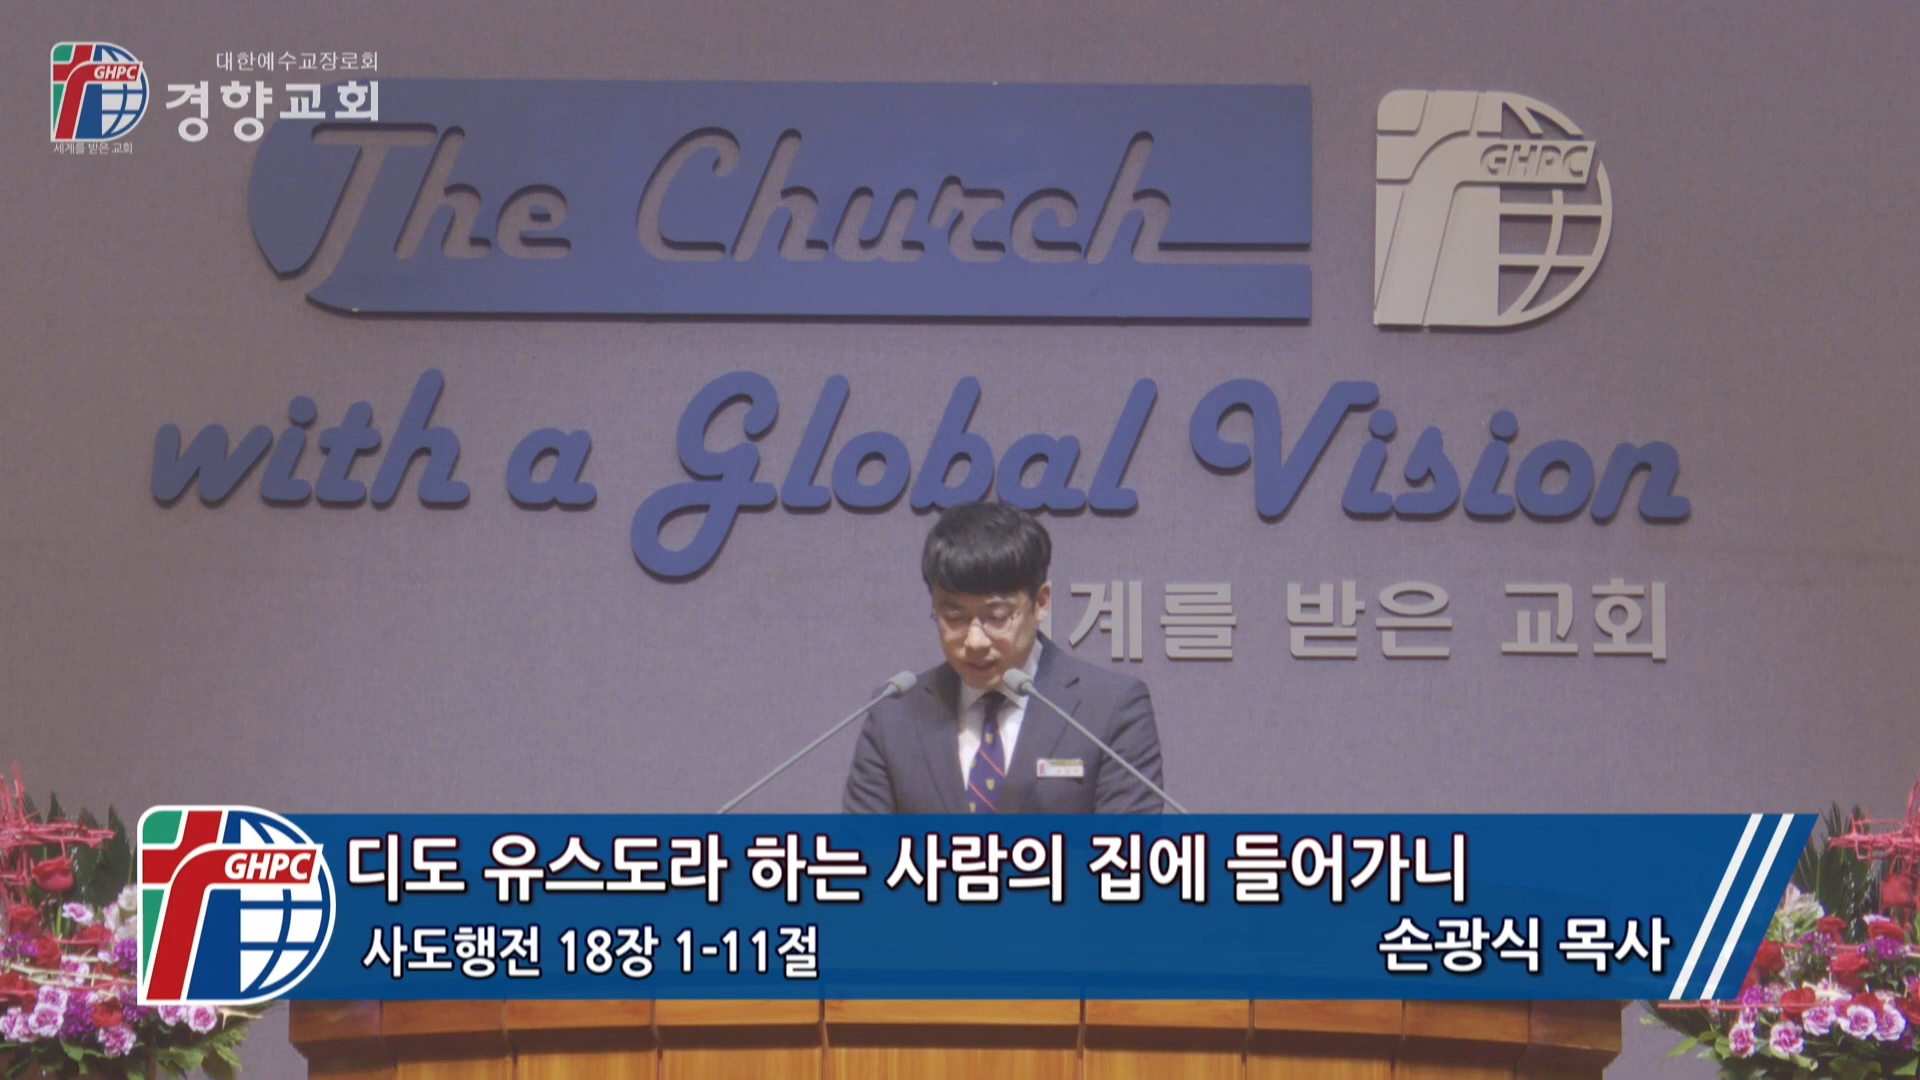 대한예수교장로회
GHPC 경향교회
세계를 받은 교회
The Church
GHPC
with a Global Vision
계를 받은 교회
GHPC
디도 유스도라 하는 사람의 집에 들어가니
사도행전 18장 1-11절
손광식 목사